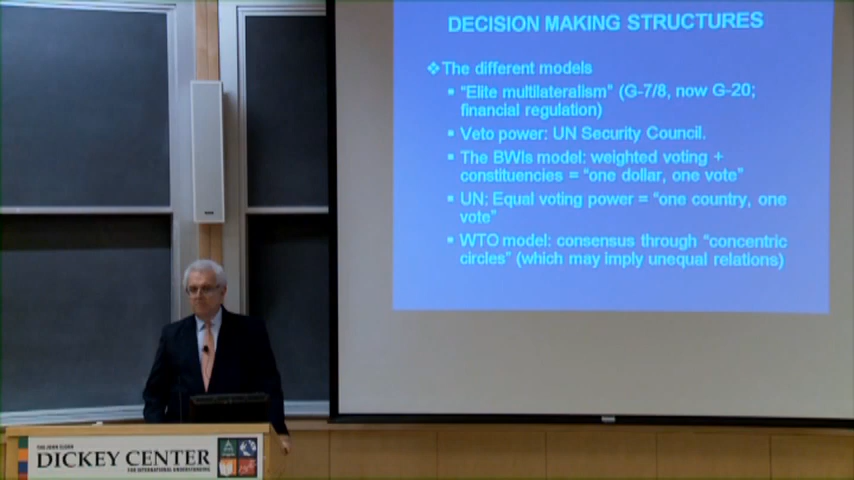 DECISION MAKING STRUCTURES
❖The different models
▪ “Elite multilateralism” (G-7/8, now G-20;
financial regulation)
▪ Veto power: UN Security Council.
▪ The BWIs model: weighted voting +
constituencies = “one dollar, one vote”
▪ UN: Equal voting power = “one country, one
vote”
▪ WTO model: consensus through “concentric
circles” (which may imply unequal relations)
THE JOHN SLOAN
DICKEY CENTER
FOR INTERNATIONAL UNDERSTANDING